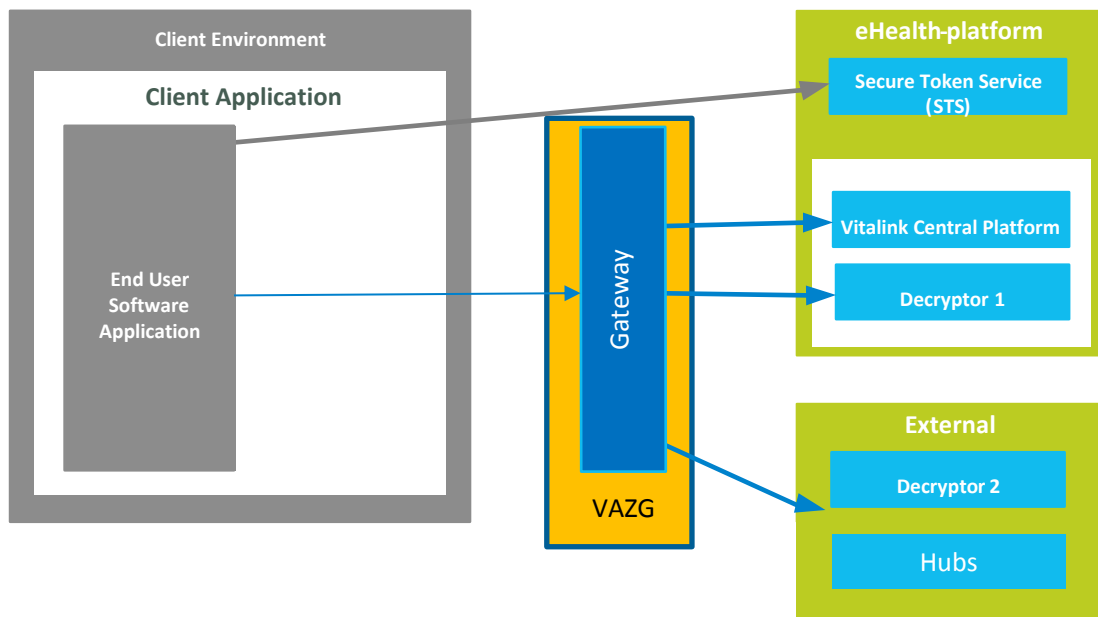 Client Environment
Client Application
End User
Software
Application
Gateway
VAZG
eHealth-platform
Secure Token Service
(STS)
Vitalink Central Platform
Decryptor 1
External
Decryptor 2
Hubs